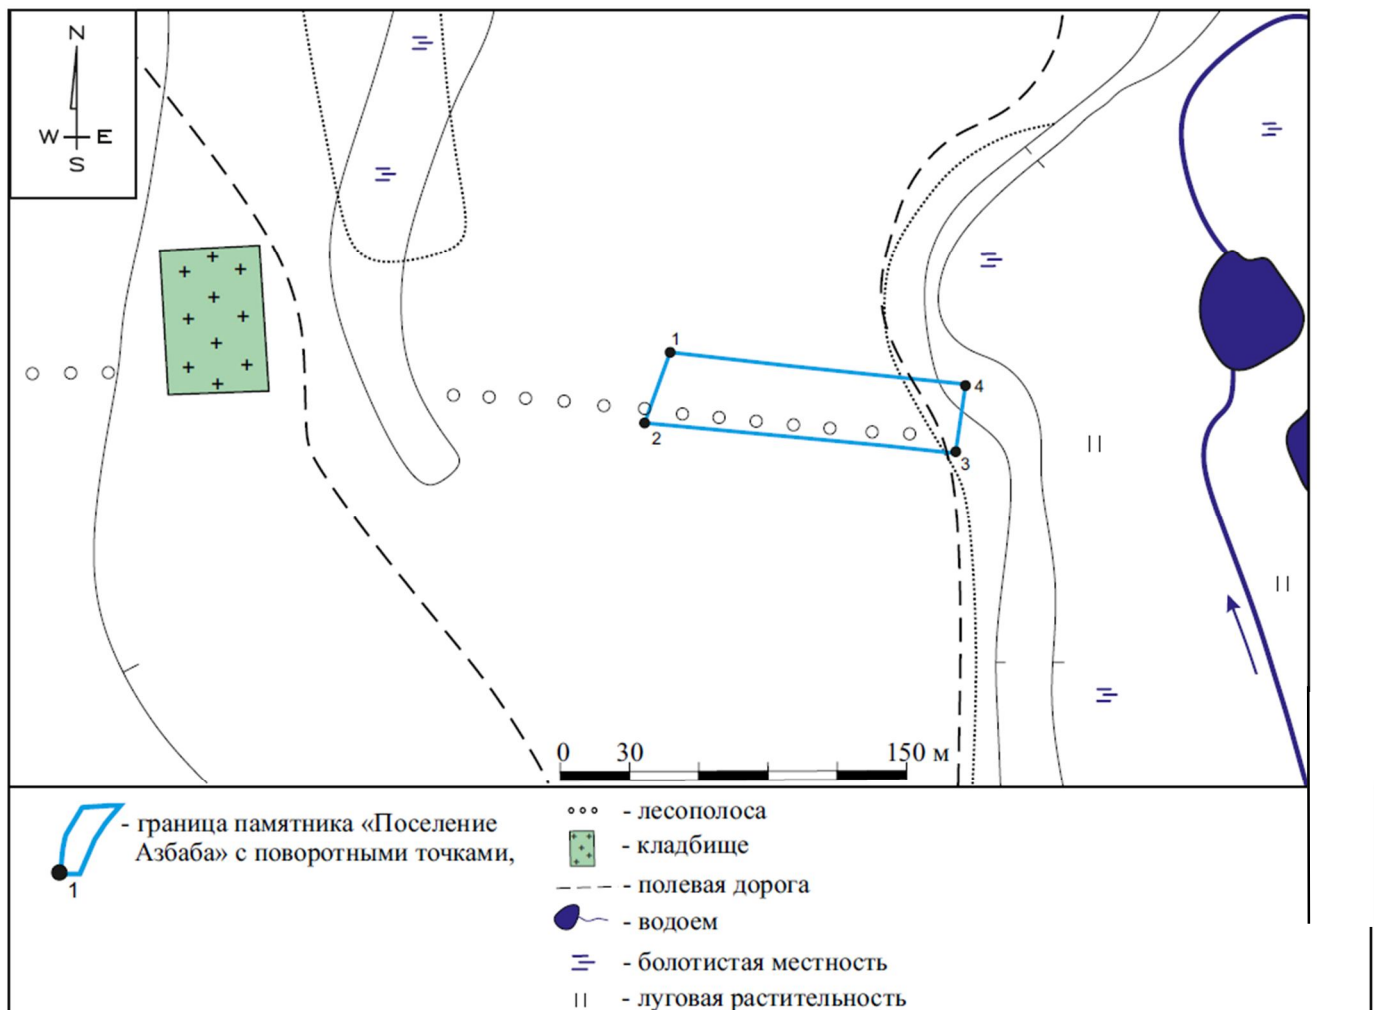 N
W E
S
1
4
2
3
0 30 150 м
- граница памятника «Поселение
Азбаба» с поворотными точками,
1
- лесополоса
- кладбище
- полевая дорога
- водоем
- болотистая местность
- луговая растительность